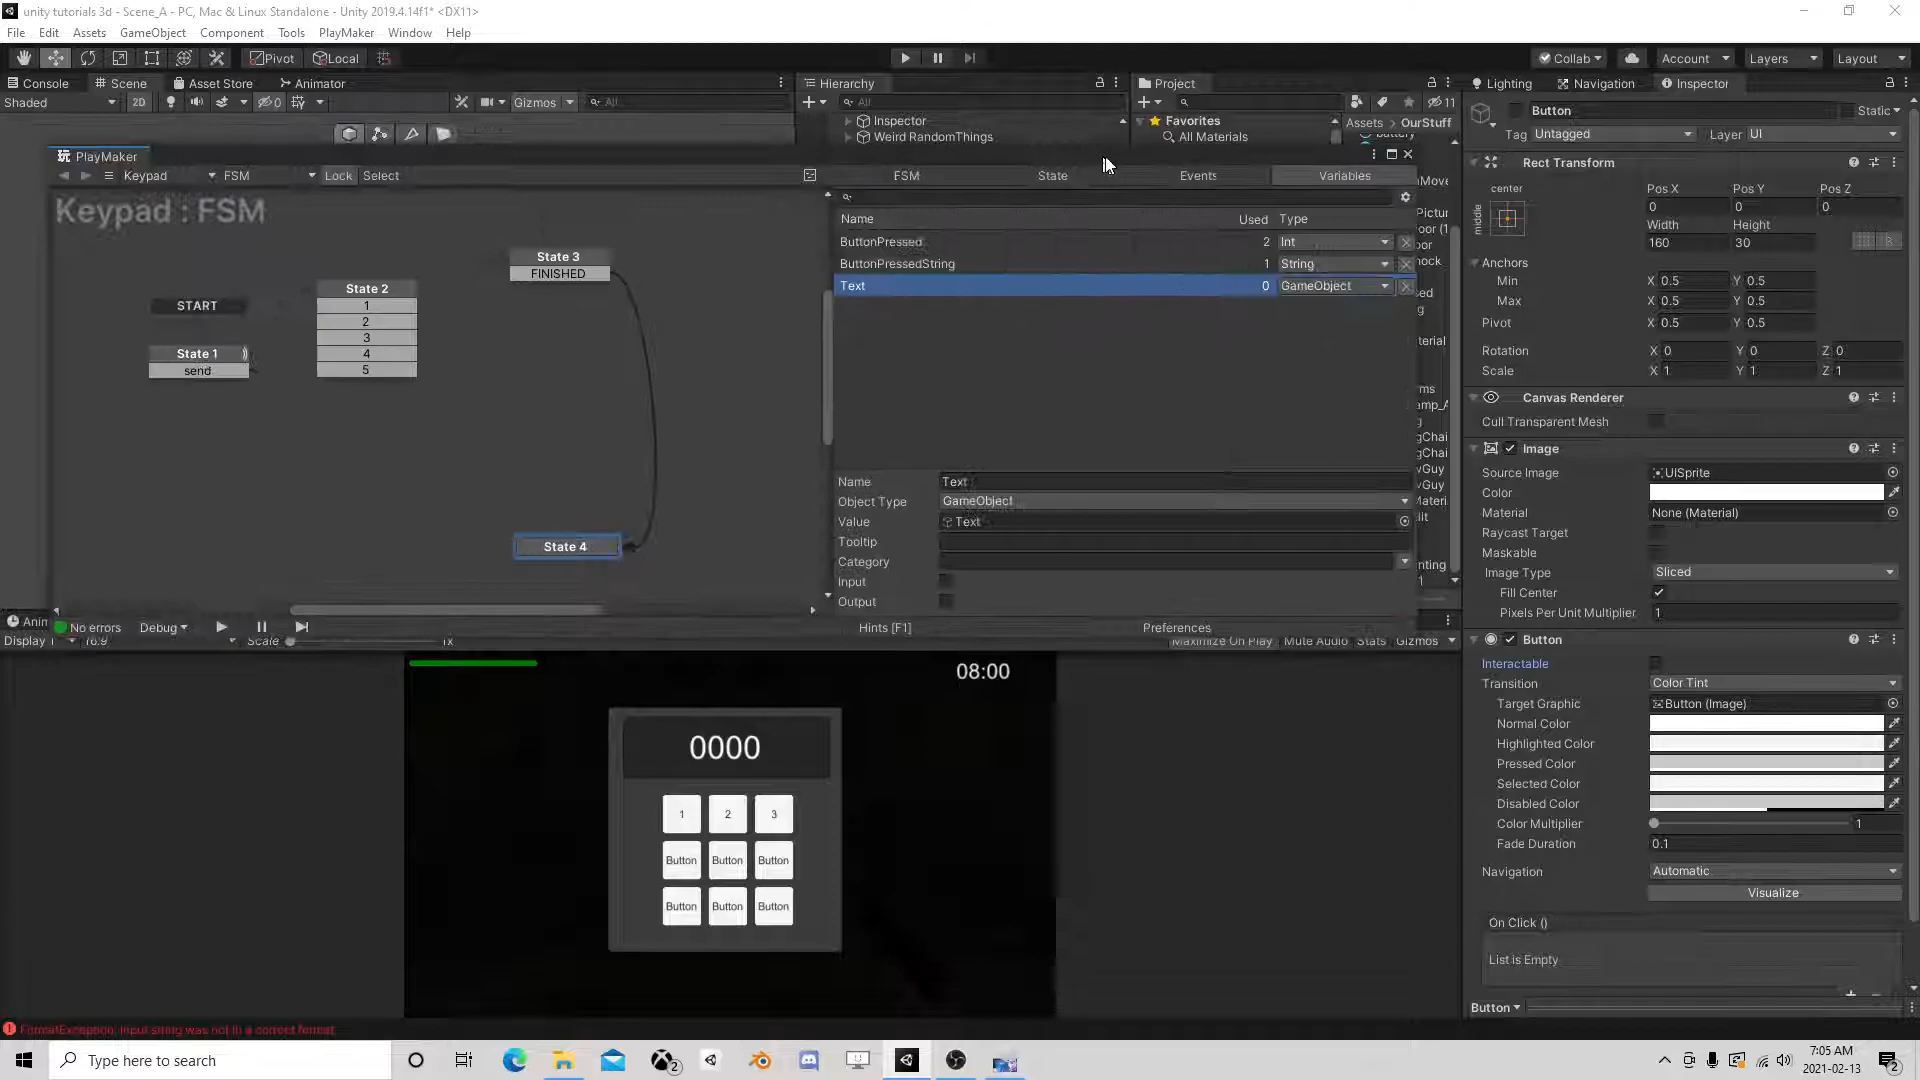 unity tutorials 3d - Scene_A - PC, Mac & Linux Standalone - Unity 2019.4.14f1* <DX11>
File Edit Assets GameObject Component Tools PlayMaker Window Help
Pivot Local Collab Account Layers Layout
Console Scene Asset Store Animator Hierarchy Project Lighting Navigation Inspector
Shaded 2D 0 Gizmos All All 11
Inspector
Weird RandomThings
Favorites
All Materials
Assets > OurStuff
PlayMaker
Keypad FSM Lock Select FSM State Events Variables
Keypad : FSM
START
State 1
send
State 2
1
2
3
4
5
State 3
FINISHED
State 4
Name Used Type
ButtonPressed 2 Int
ButtonPressedString 1 String
Text 0 GameObject
Name Text
Object Type GameObject
Value Text
Tooltip
Category
Input
Output
No errors Debug Hints [F1] Preferences
Display 1 Scale 1x Maximize On Play Mute Audio Stats Gizmos
08:00
0000
1 2 3
Button Button Button
Button Button Button
Button Static
Tag Untagged Layer UI
Rect Transform
center
middle
Pos X Pos Y Pos Z
0 0 0
Width Height
160 30
R
Anchors
Min X 0.5 Y 0.5
Max X 0.5 Y 0.5
Pivot X 0.5 Y 0.5
Rotation X 0 Y 0 Z 0
Scale X 1 Y 1 Z 1
Canvas Renderer
Cull Transparent Mesh
Image
Source Image UISprite
Color
Material None (Material)
Raycast Target
Maskable
Image Type Sliced
Fill Center
Pixels Per Unit Multiplier 1
Button
Interactable
Transition Color Tint
Target Graphic Button (Image)
Normal Color
Highlighted Color
Pressed Color
Selected Color
Disabled Color
Color Multiplier 1
Fade Duration 0.1
Navigation Automatic
Visualize
On Click ()
List is Empty
Button
FormatException: Input string was not in a correct format.
Type here to search
2
7:05 AM
2021-02-13
2